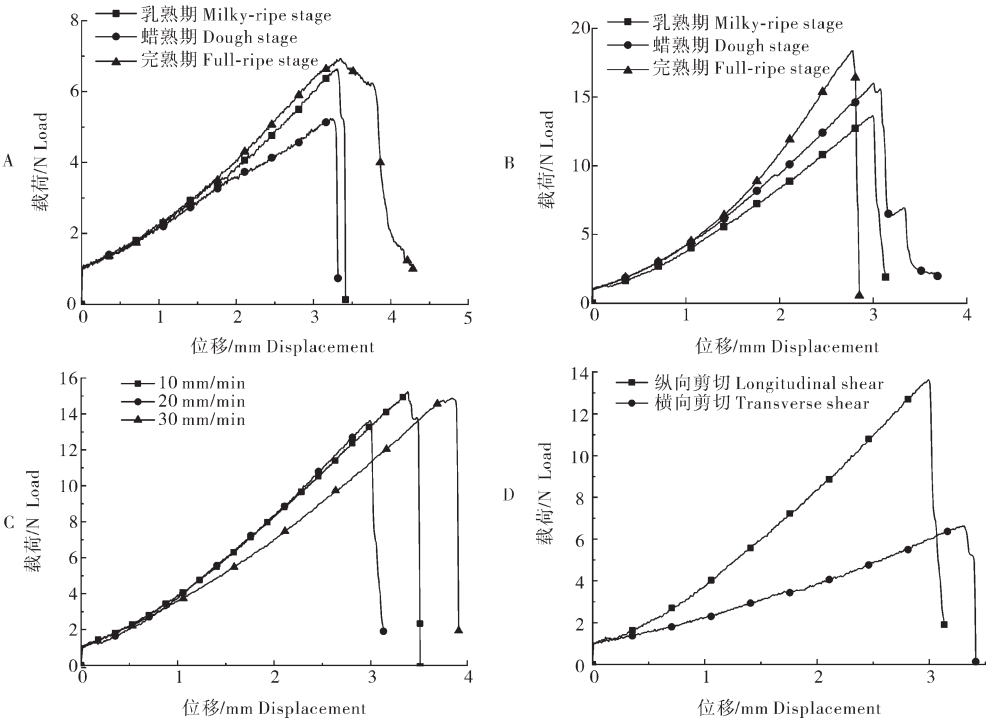 A
8
6
4
2
0
载荷/N Load
乳熟期 Milky-ripe stage
蜡熟期 Dough stage
完熟期 Full-ripe stage
0 1 2 3 4 5
位移/mm Displacement
B
20
15
10
5
0
载荷/N Load
乳熟期 Milky-ripe stage
蜡熟期 Dough stage
完熟期 Full-ripe stage
0 1 2 3 4
位移/mm Displacement
C
16
14
12
10
8
6
4
2
0
载荷/N Load
10 mm/min
20 mm/min
30 mm/min
0 1 2 3 4
位移/mm Displacement
D
14
12
10
8
6
4
2
0
载荷/N Load
纵向剪切 Longitudinal shear
横向剪切 Transverse shear
0 1 2 3
位移/mm Displacement